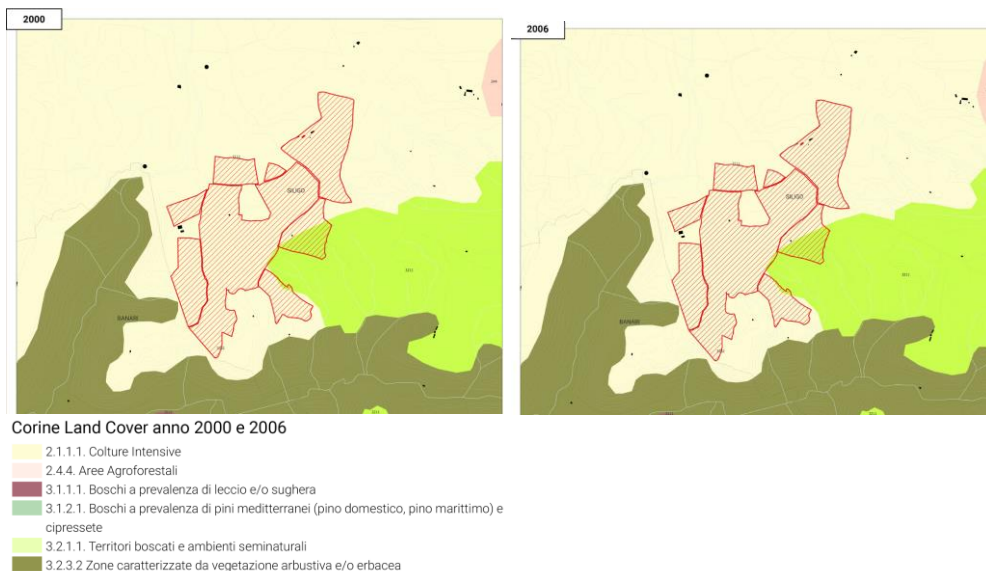 2000
2006
SILIGO
SILIGO
BANARI
BANARI
Corine Land Cover anno 2000 e 2006
2.1.1.1. Colture Intensive
2.4.4. Aree Agroforestali
3.1.1.1. Boschi a prevalenza di leccio e/o sughera
3.1.2.1. Boschi a prevalenza di pini meditterranei (pino domestico, pino marittimo) e
cipressete
3.2.1.1. Territori boscati e ambienti seminaturali
3.2.3.2 Zone caratterizzate da vegetazione arbustiva e/o erbacea